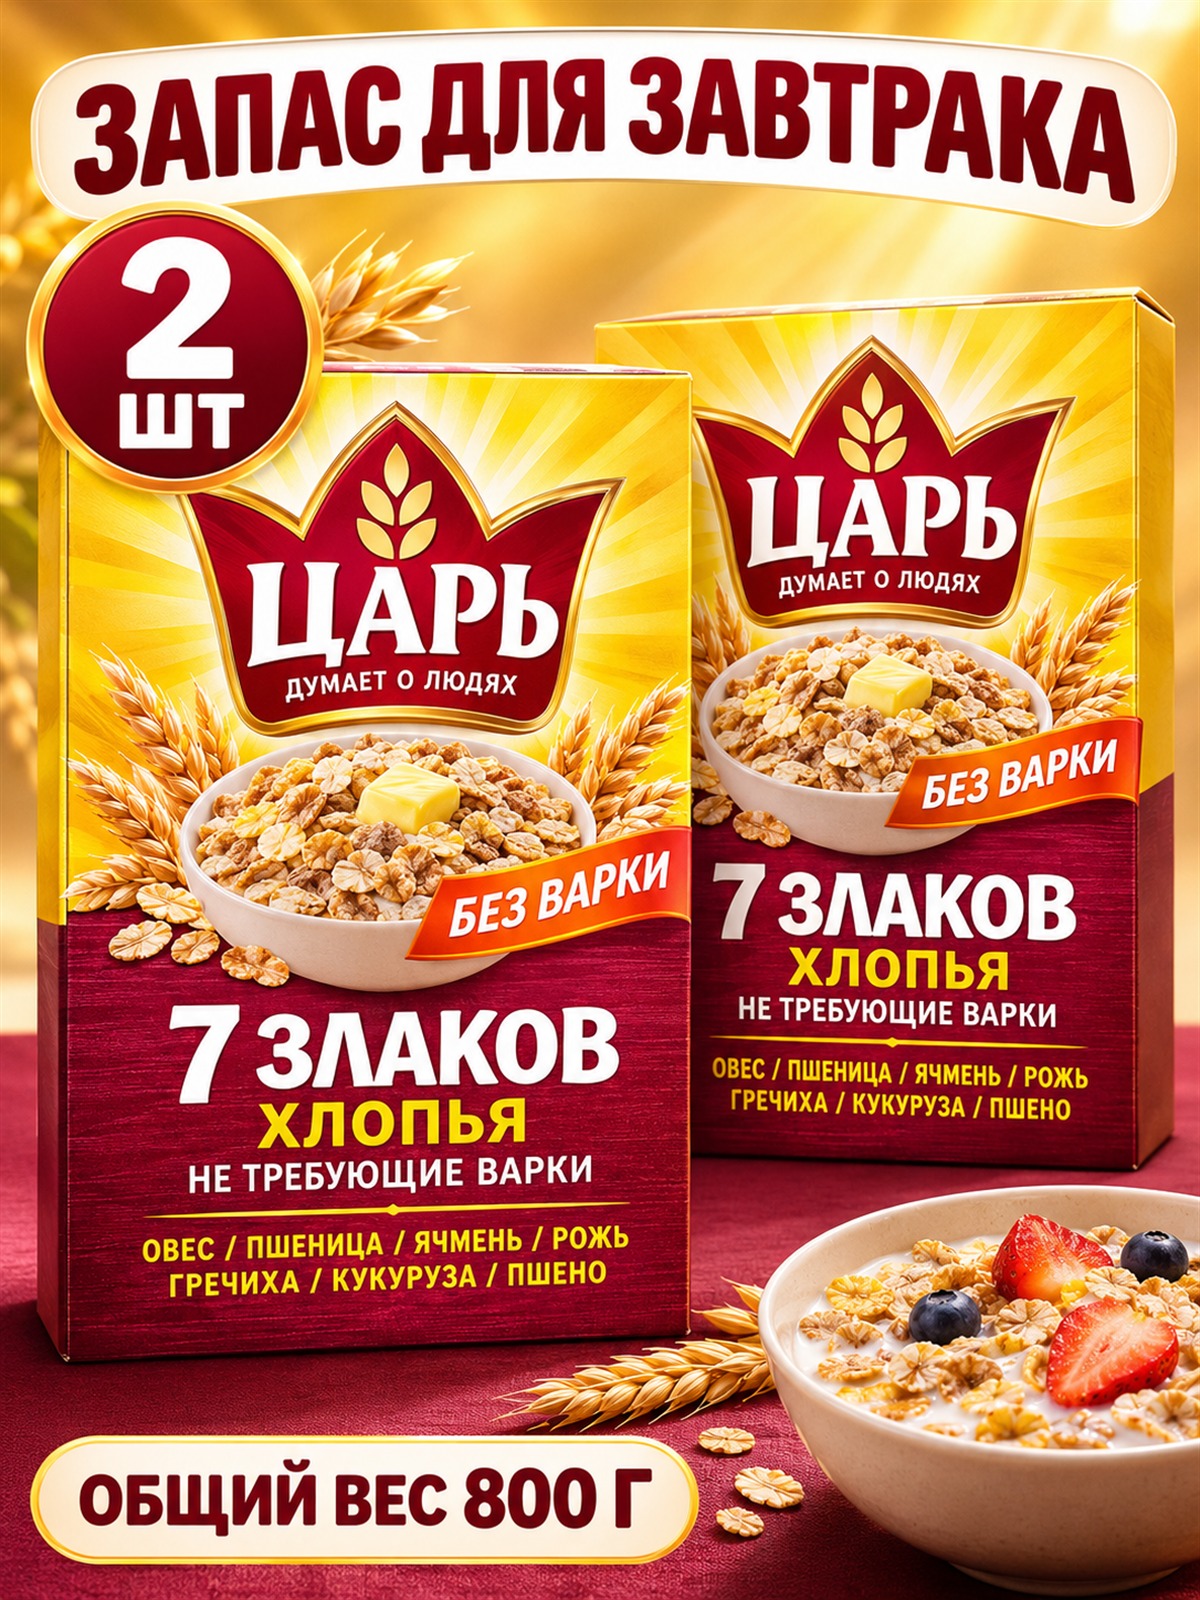 ЗАПАС ДЛЯ ЗАВТРАКА
2
ШТ
ЦАРЬ
ДУМАЕТ О ЛЮДЯХ
БЕЗ ВАРКИ
7 ЗЛАКОВ
ХЛОПЬЯ
НЕ ТРЕБУЮЩИЕ ВАРКИ
ОВЕС / ПШЕНИЦА / ЯЧМЕНЬ / РОЖЬ
ГРЕЧИХА / КУКУРУЗА / ПШЕНО
ЦАРЬ
ДУМАЕТ О ЛЮДЯХ
БЕЗ ВАРКИ
7 ЗЛАКОВ
ХЛОПЬЯ
НЕ ТРЕБУЮЩИЕ ВАРКИ
ОВЕС / ПШЕНИЦА / ЯЧМЕНЬ / РОЖЬ
ГРЕЧИХА / КУКУРУЗА / ПШЕНО
ОБЩИЙ ВЕС 800 Г